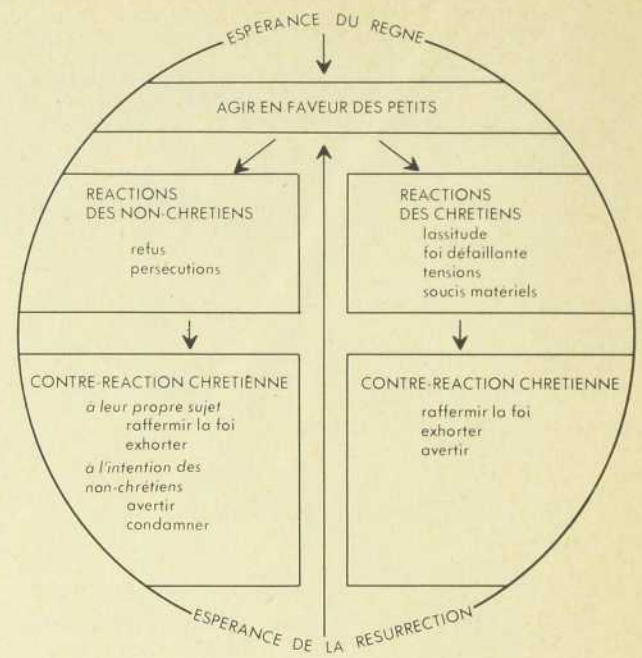 ESPERANCE DU REGNE
AGIR EN FAVEUR DES PETITS
REACTIONS
DES NON-CHRETIENS
refus
persécutions
REACTIONS
DES CHRETIENS
lassitude
foi défaillante
tensions
soucis matériels
CONTRE-REACTION CHRETIENNE
à leur propre sujet
raffermir la foi
exhorter
à l'intention des
non-chrétiens
avertir
condamner
CONTRE-REACTION CHRETIENNE
raffermir la foi
exhorter
avertir
ESPERANCE DE LA RESURRECTION